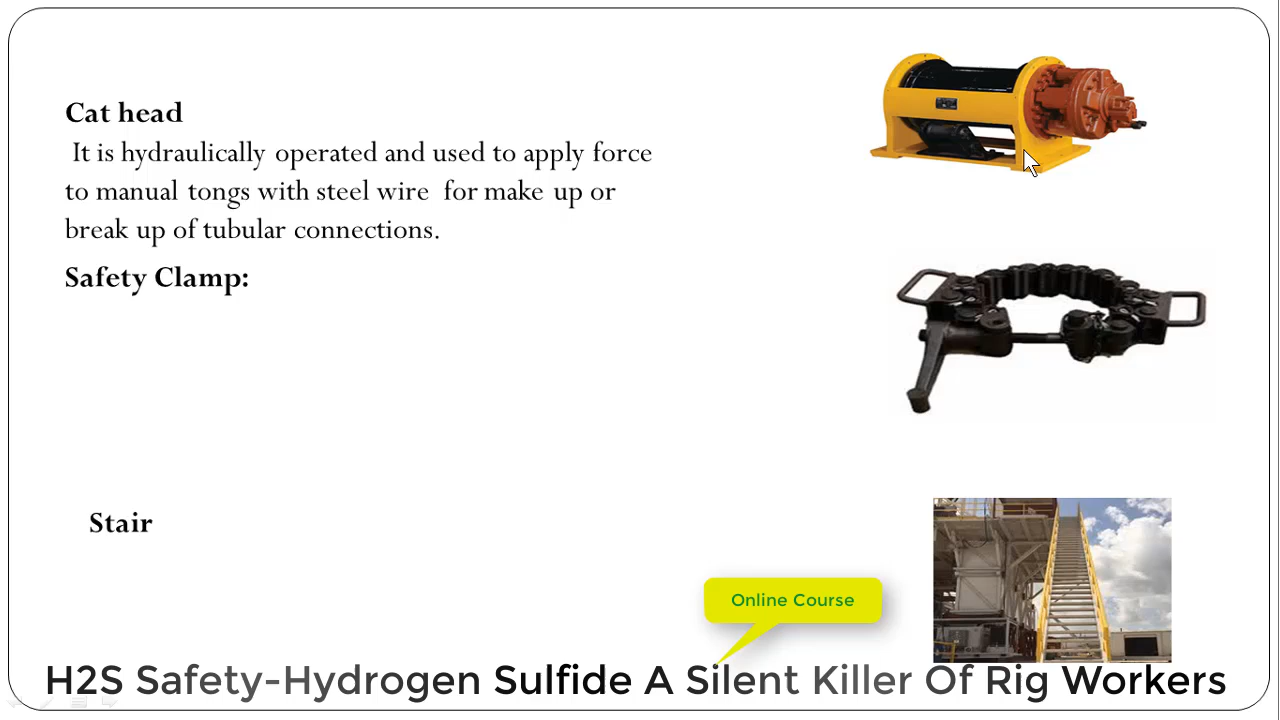 Cat head
It is hydraulically operated and used to apply force
to manual tongs with steel wire for make up or
break up of tubular connections.
Safety Clamp:
Stair
Online Course
H2S Safety-Hydrogen Sulfide A Silent Killer Of Rig Workers